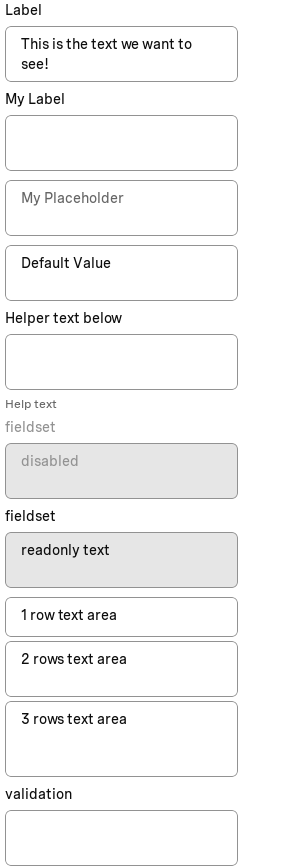 Label
This is the text we want to
see!
My Label
My Placeholder
Default Value
Helper text below
Help text
fieldset
disabled
fieldset
readonly text
1 row text area
2 rows text area
3 rows text area
validation